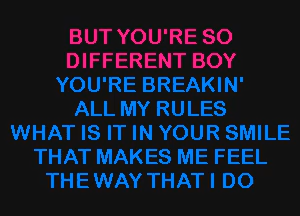 BUT YOU'RE SO
DIFFERENT BOY
YOU'RE BREAKIN'
ALL MY RULES
WHAT IS IT IN YOUR SMILE
THAT MAKES ME FEEL
THE WAY THAT I DO